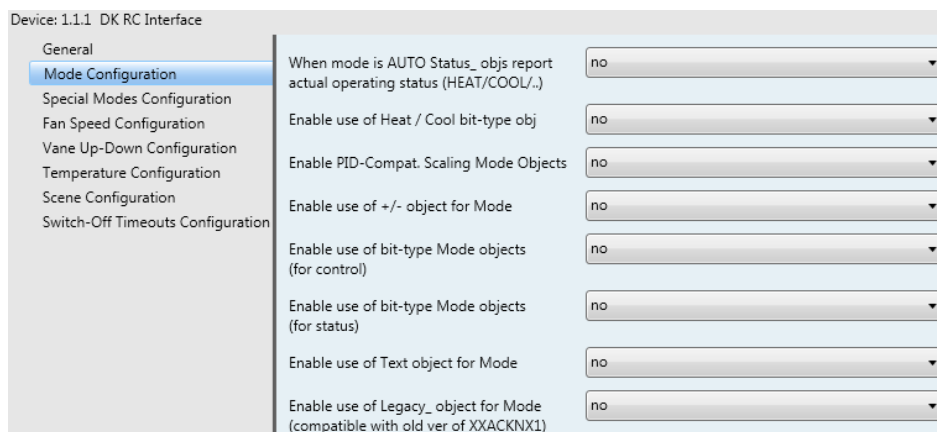 Device: 1.1.1 DK RC Interface
General
Mode Configuration
Special Modes Configuration
Fan Speed Configuration
Vane Up-Down Configuration
Temperature Configuration
Scene Configuration
Switch-Off Timeouts Configuration
When mode is AUTO Status_ objs report
actual operating status (HEAT/COOL/..)
no
Enable use of Heat / Cool bit-type obj
no
Enable PID-Compat. Scaling Mode Objects
no
Enable use of +/- object for Mode
no
Enable use of bit-type Mode objects
(for control)
no
Enable use of bit-type Mode objects
(for status)
no
Enable use of Text object for Mode
no
Enable use of Legacy_ object for Mode
(compatible with old ver of XXACKNX1)
no